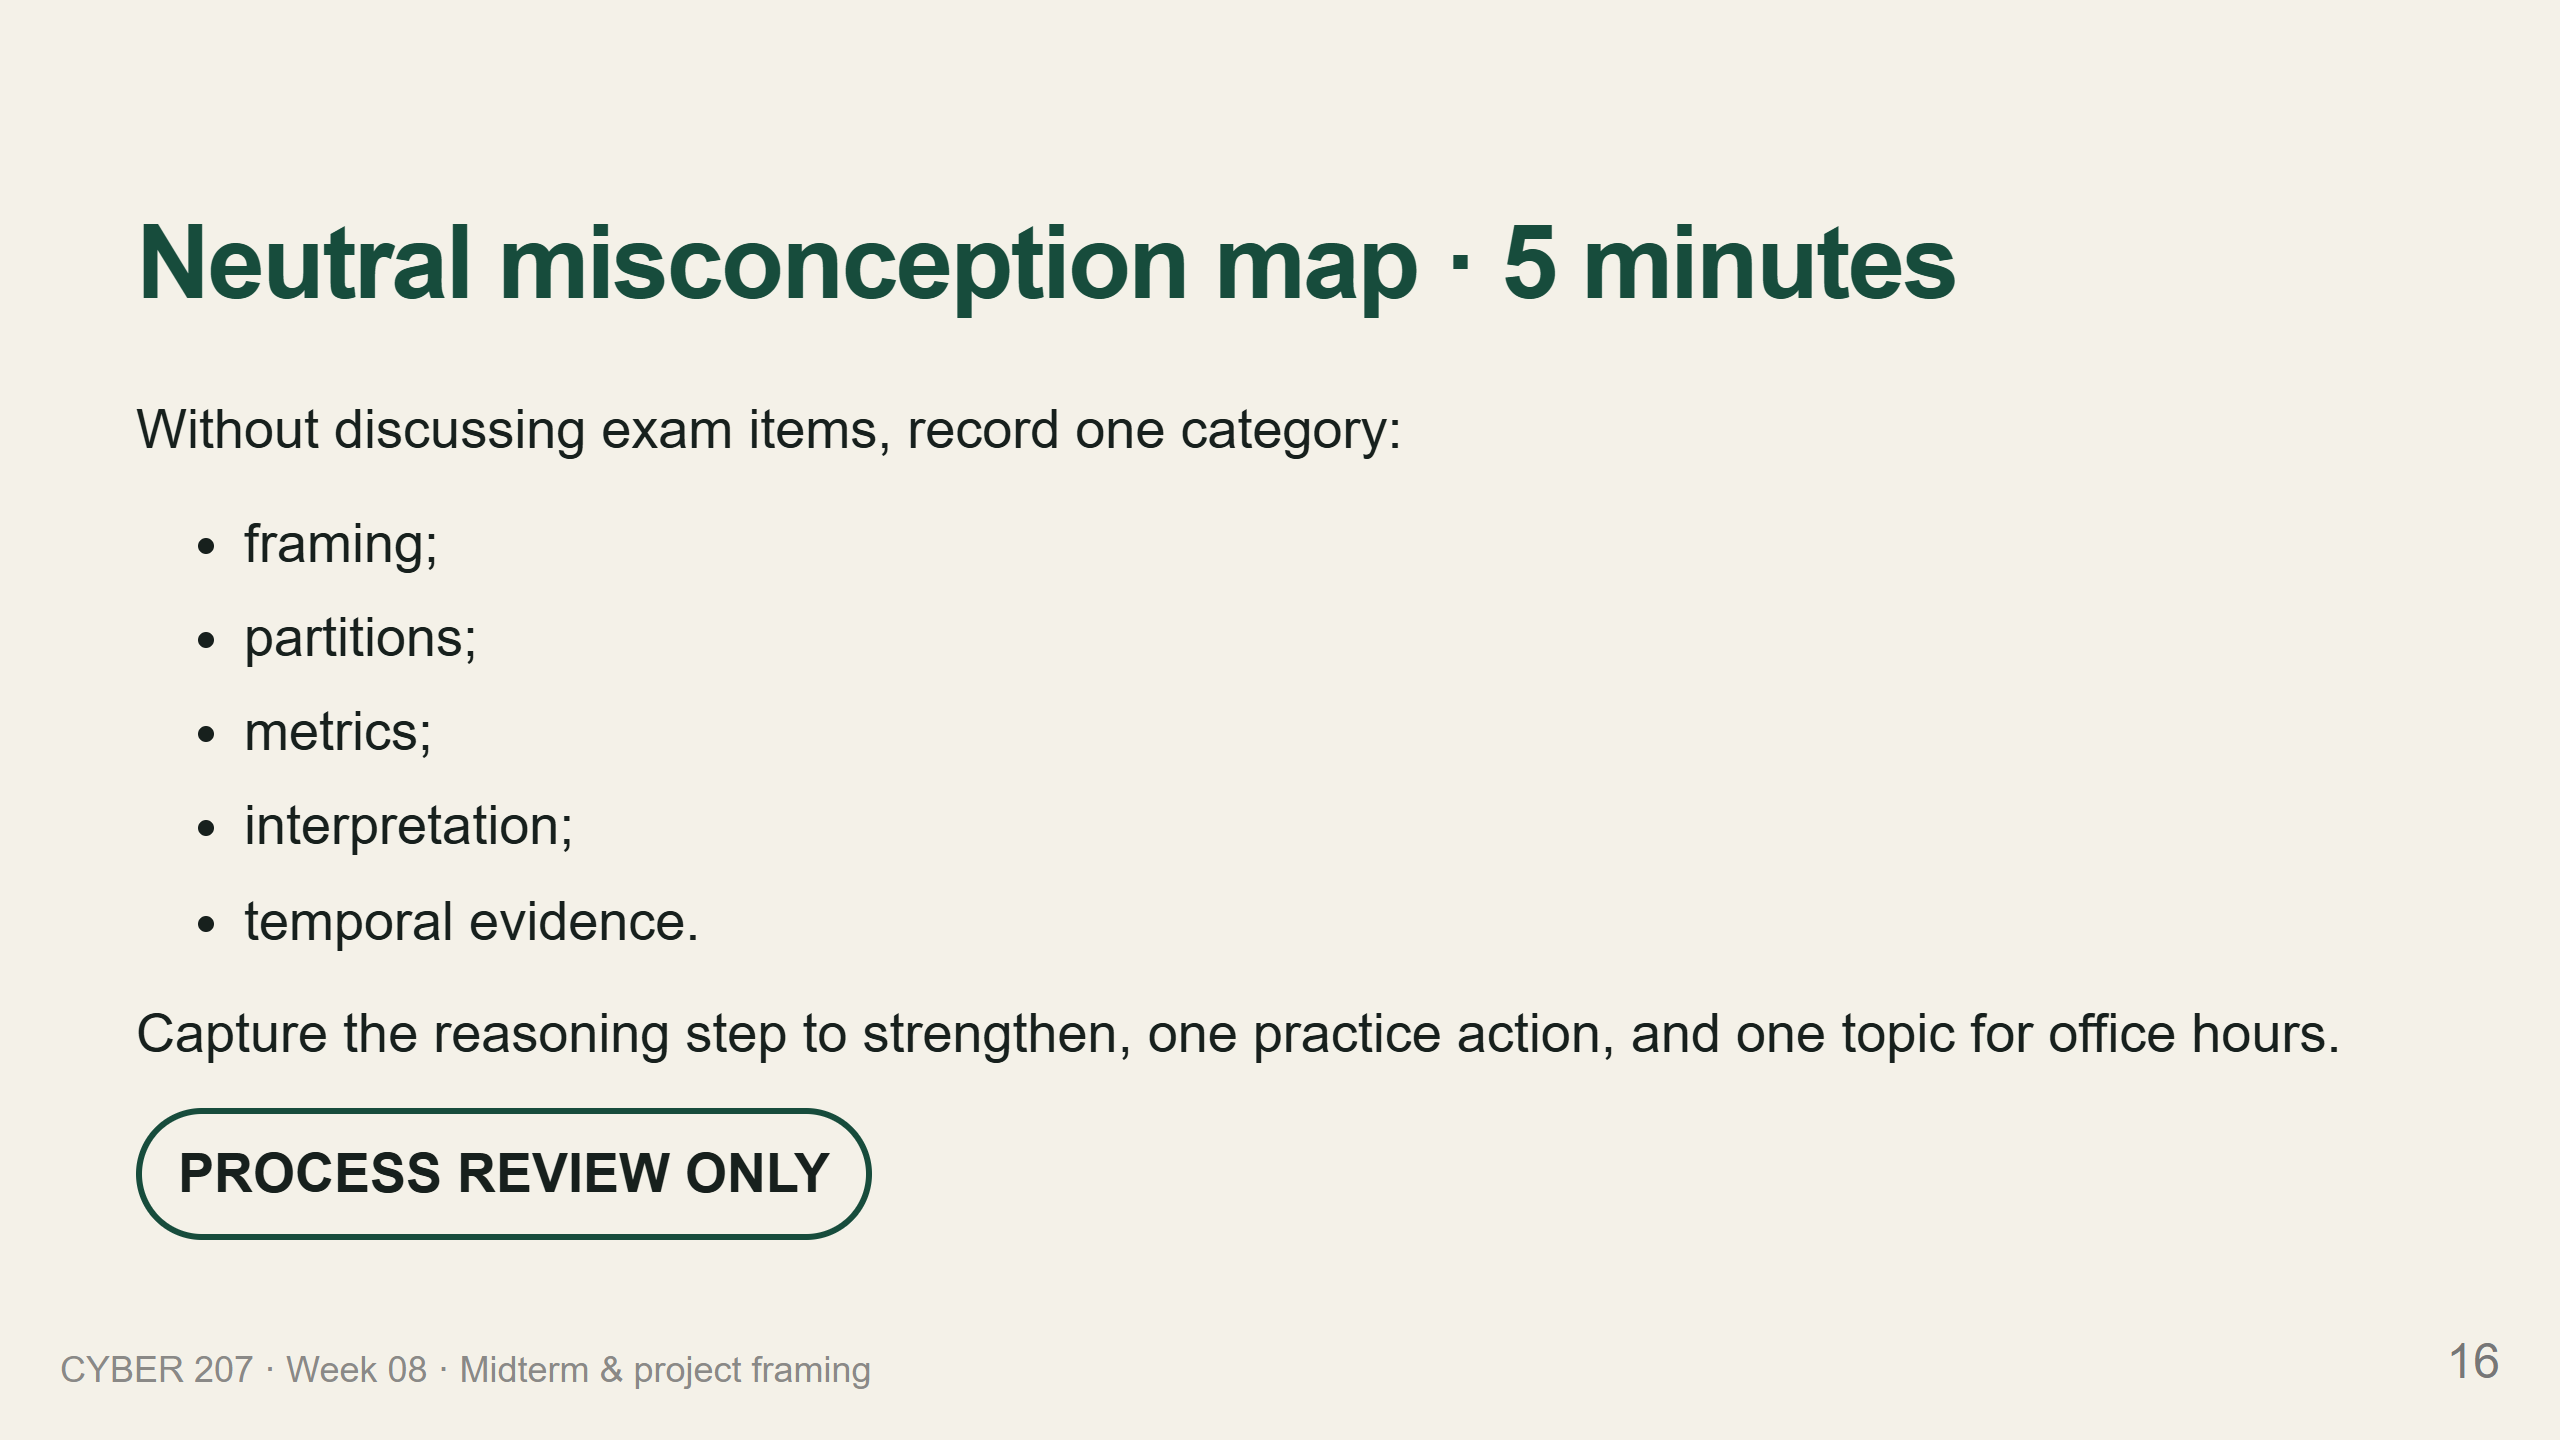 Neutral misconception map · 5 minutes
Without discussing exam items, record one category:
• framing;
• partitions;
• metrics;
• interpretation;
• temporal evidence.
Capture the reasoning step to strengthen, one practice action, and one topic for office hours.
PROCESS REVIEW ONLY
CYBER 207 · Week 08 · Midterm & project framing
16